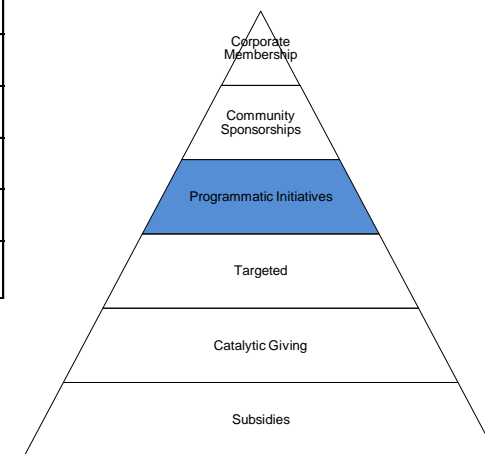 Corporate
Membership
Community
Sponsorships
Programmatic Initiatives
Targeted
Catalytic Giving
Subsidies